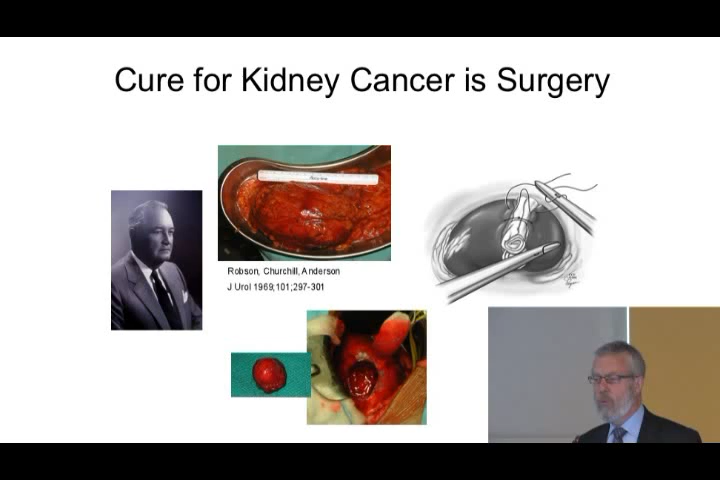 Cure for Kidney Cancer is Surgery
Robson, Churchill, Anderson
J Urol 1969;101;297-301